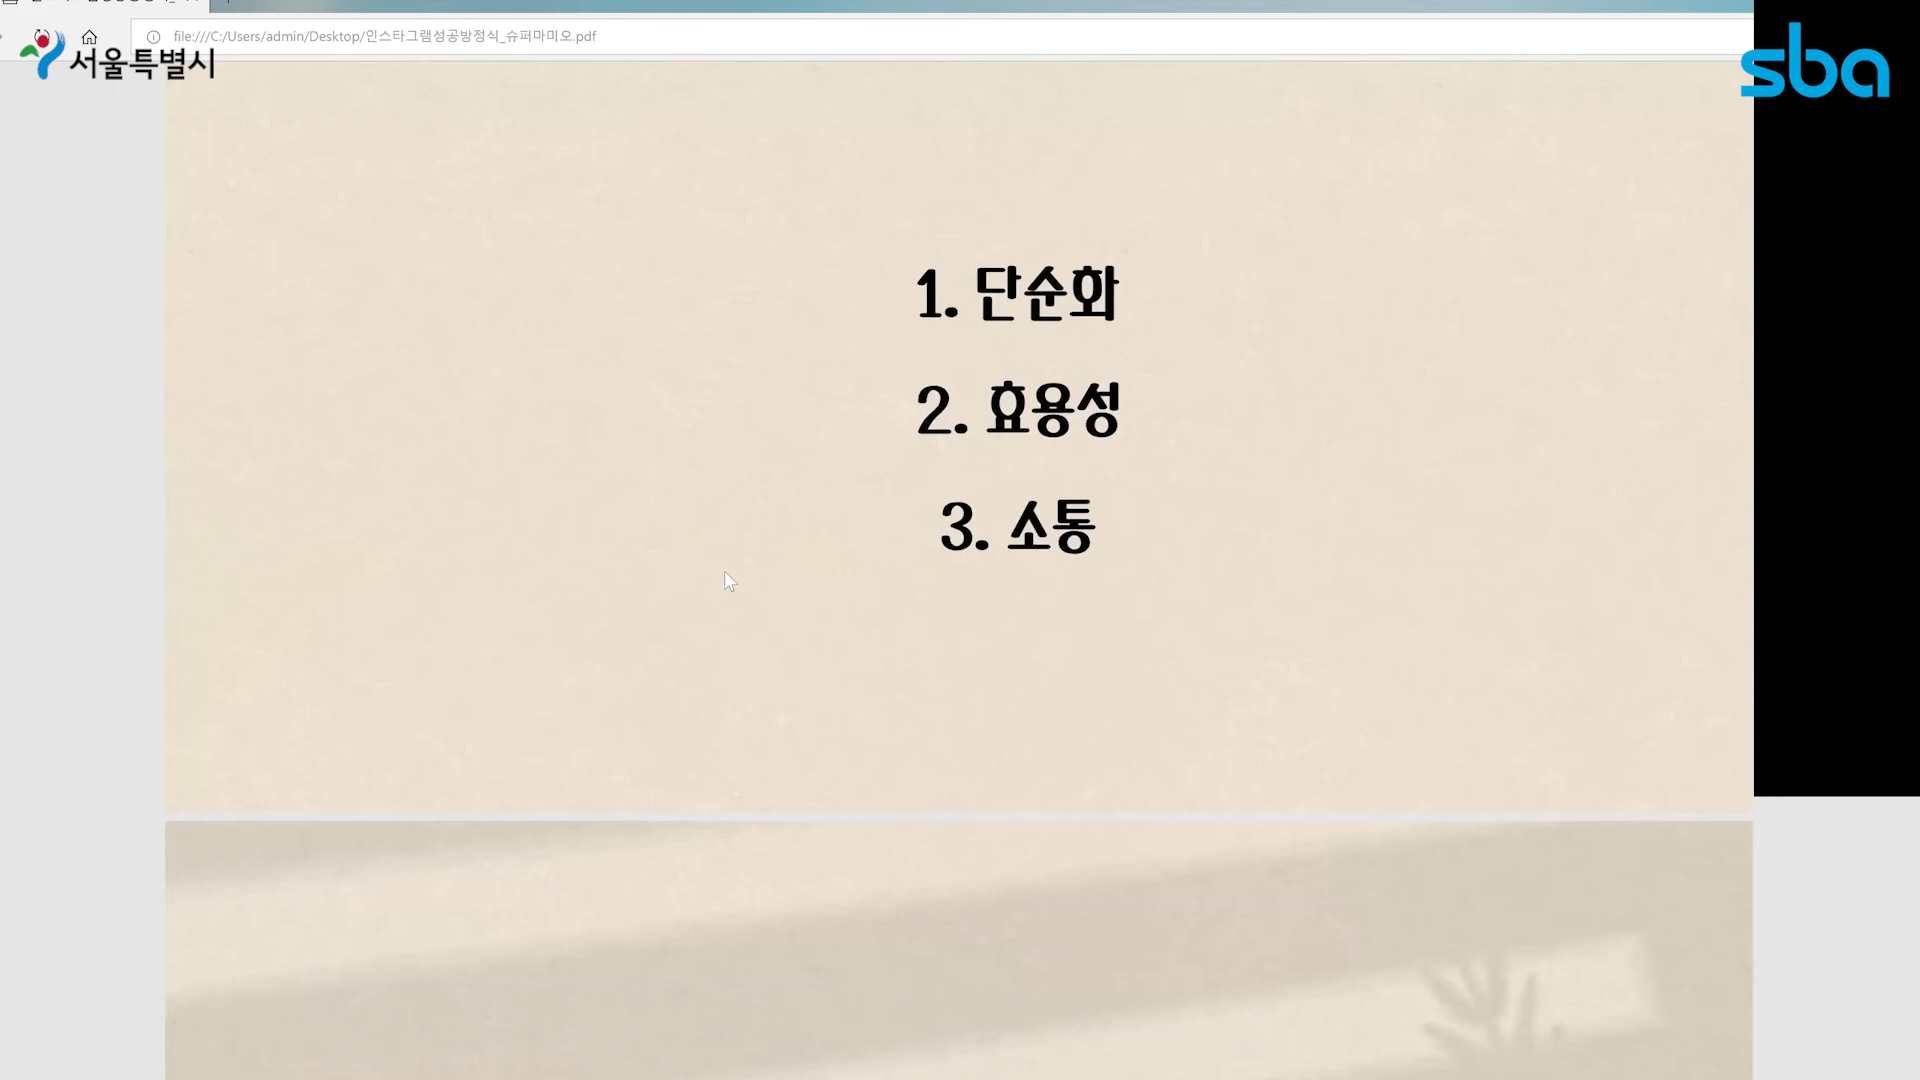 file:///C:/Users/admin/Desktop/인스타그램성공방정식_슈퍼마미오.pdf
서울특별시
sba
1. 단순화
2. 효용성
3. 소통